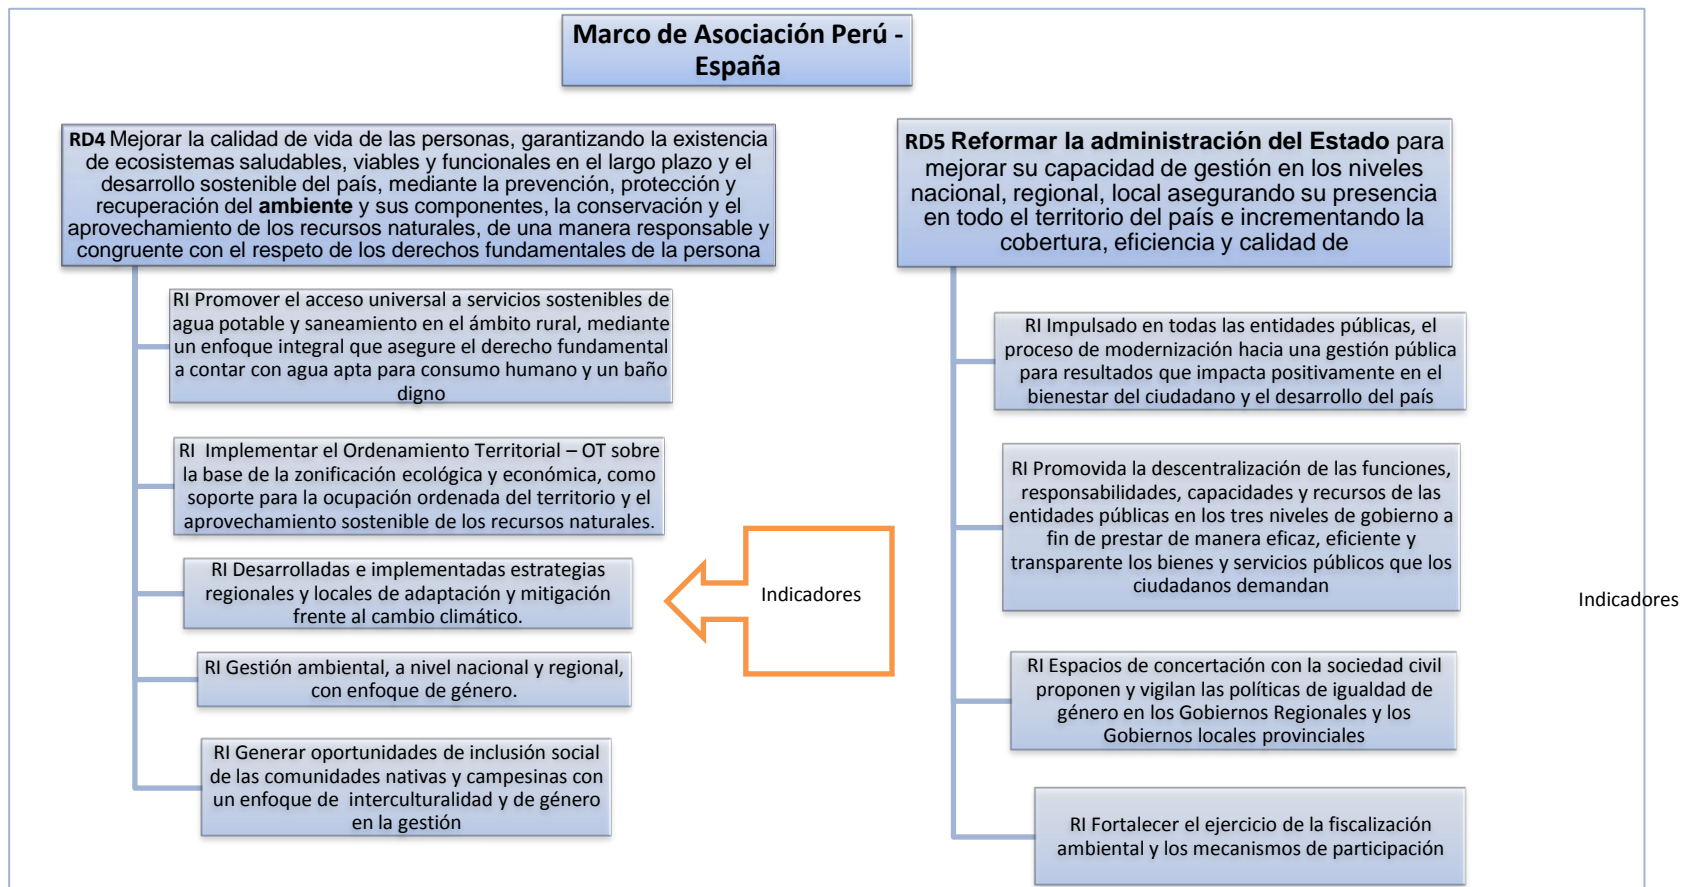 Marco de Asociación Perú -
España
RD4 Mejorar la calidad de vida de las personas, garantizando la existencia
de ecosistemas saludables, viables y funcionales en el largo plazo y el
desarrollo sostenible del país, mediante la prevención, protección y
recuperación del ambiente y sus componentes, la conservación y el
aprovechamiento de los recursos naturales, de una manera responsable y
congruente con el respeto de los derechos fundamentales de la persona
RI Promover el acceso universal a servicios sostenibles de
agua potable y saneamiento en el ámbito rural, mediante
un enfoque integral que asegure el derecho fundamental
a contar con agua apta para consumo humano y un baño
digno
RI Implementar el Ordenamiento Territorial – OT sobre
la base de la zonificación ecológica y económica, como
soporte para la ocupación ordenada del territorio y el
aprovechamiento sostenible de los recursos naturales.
RI Desarrolladas e implementadas estrategias
regionales y locales de adaptación y mitigación
frente al cambio climático.
RI Gestión ambiental, a nivel nacional y regional,
con enfoque de género.
RI Generar oportunidades de inclusión social
de las comunidades nativas y campesinas con
un enfoque de interculturalidad y de género
en la gestión
Indicadores
RD5 Reformar la administración del Estado para
mejorar su capacidad de gestión en los niveles
nacional, regional, local asegurando su presencia
en todo el territorio del país e incrementando la
cobertura, eficiencia y calidad de
RI Impulsado en todas las entidades públicas, el
proceso de modernización hacia una gestión pública
para resultados que impacta positivamente en el
bienestar del ciudadano y el desarrollo del país
RI Promovida la descentralización de las funciones,
responsabilidades, capacidades y recursos de las
entidades públicas en los tres niveles de gobierno a
fin de prestar de manera eficaz, eficiente y
transparente los bienes y servicios públicos que los
ciudadanos demandan
RI Espacios de concertación con la sociedad civil
proponen y vigilan las políticas de igualdad de
género en los Gobiernos Regionales y los
Gobiernos locales provinciales
RI Fortalecer el ejercicio de la fiscalización
ambiental y los mecanismos de participación
Indicadores